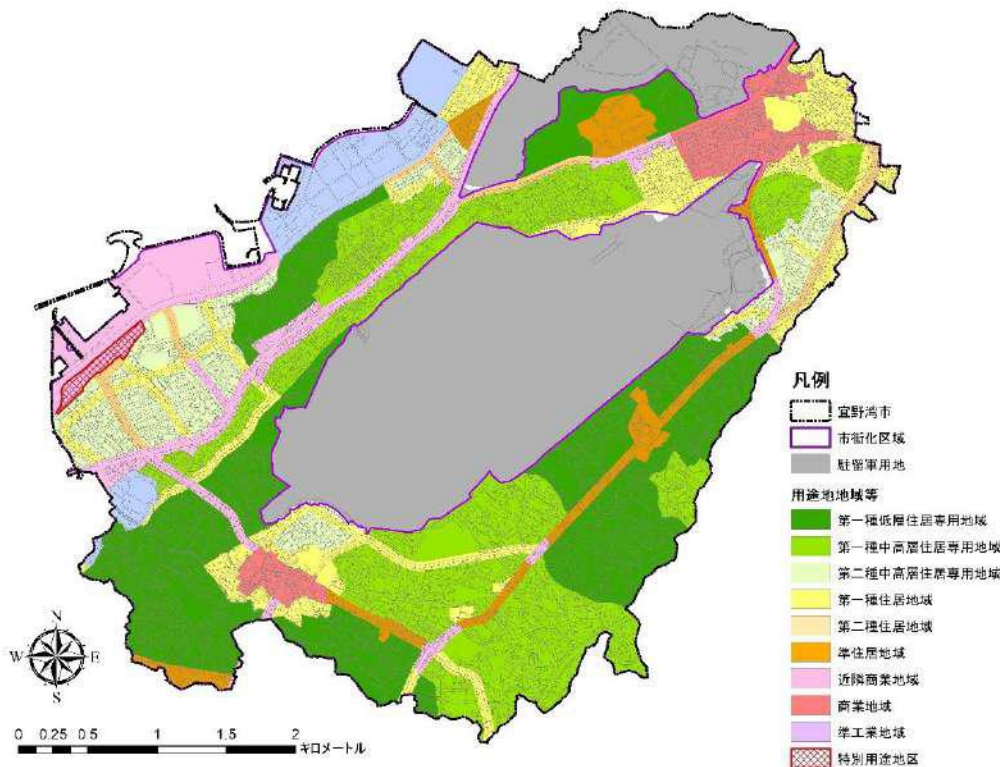 凡例
宜野湾市
市街化区域
駐留軍用地
用途地地域等
第一種低層住居専用地域
第一種中高層住居専用地域
第二種中高層住居専用地域
第一種住居地域
第二種住居地域
準住居地域
近隣商業地域
商業地域
準工業地域
特別用途地区
N
W E
S
0 0.25 0.5 1 1.5 2
キロメートル